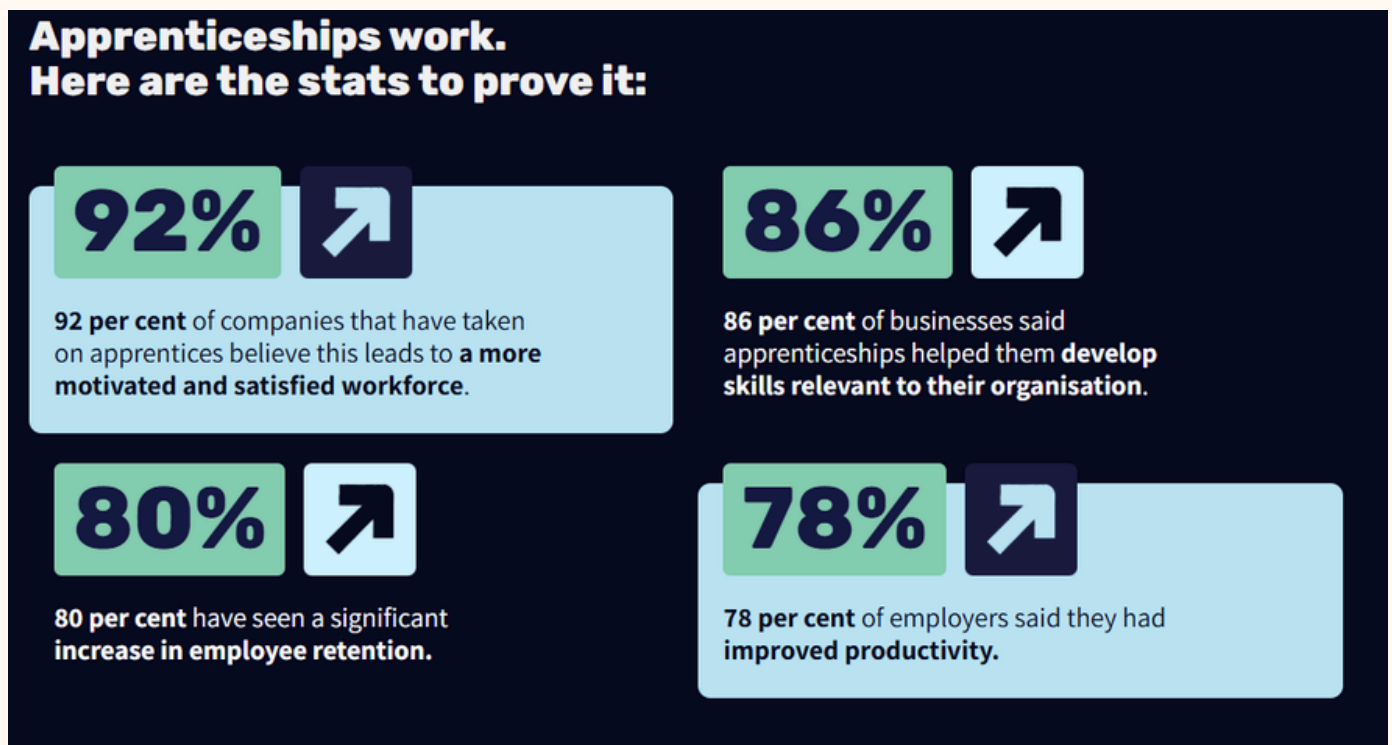 Apprenticeships work.
Here are the stats to prove it:
92%
92 per cent of companies that have taken
on apprentices believe this leads to a more
motivated and satisfied workforce.
86%
86 per cent of businesses said
apprenticeships helped them develop
skills relevant to their organisation.
80%
80 per cent have seen a significant
increase in employee retention.
78%
78 per cent of employers said they had
improved productivity.